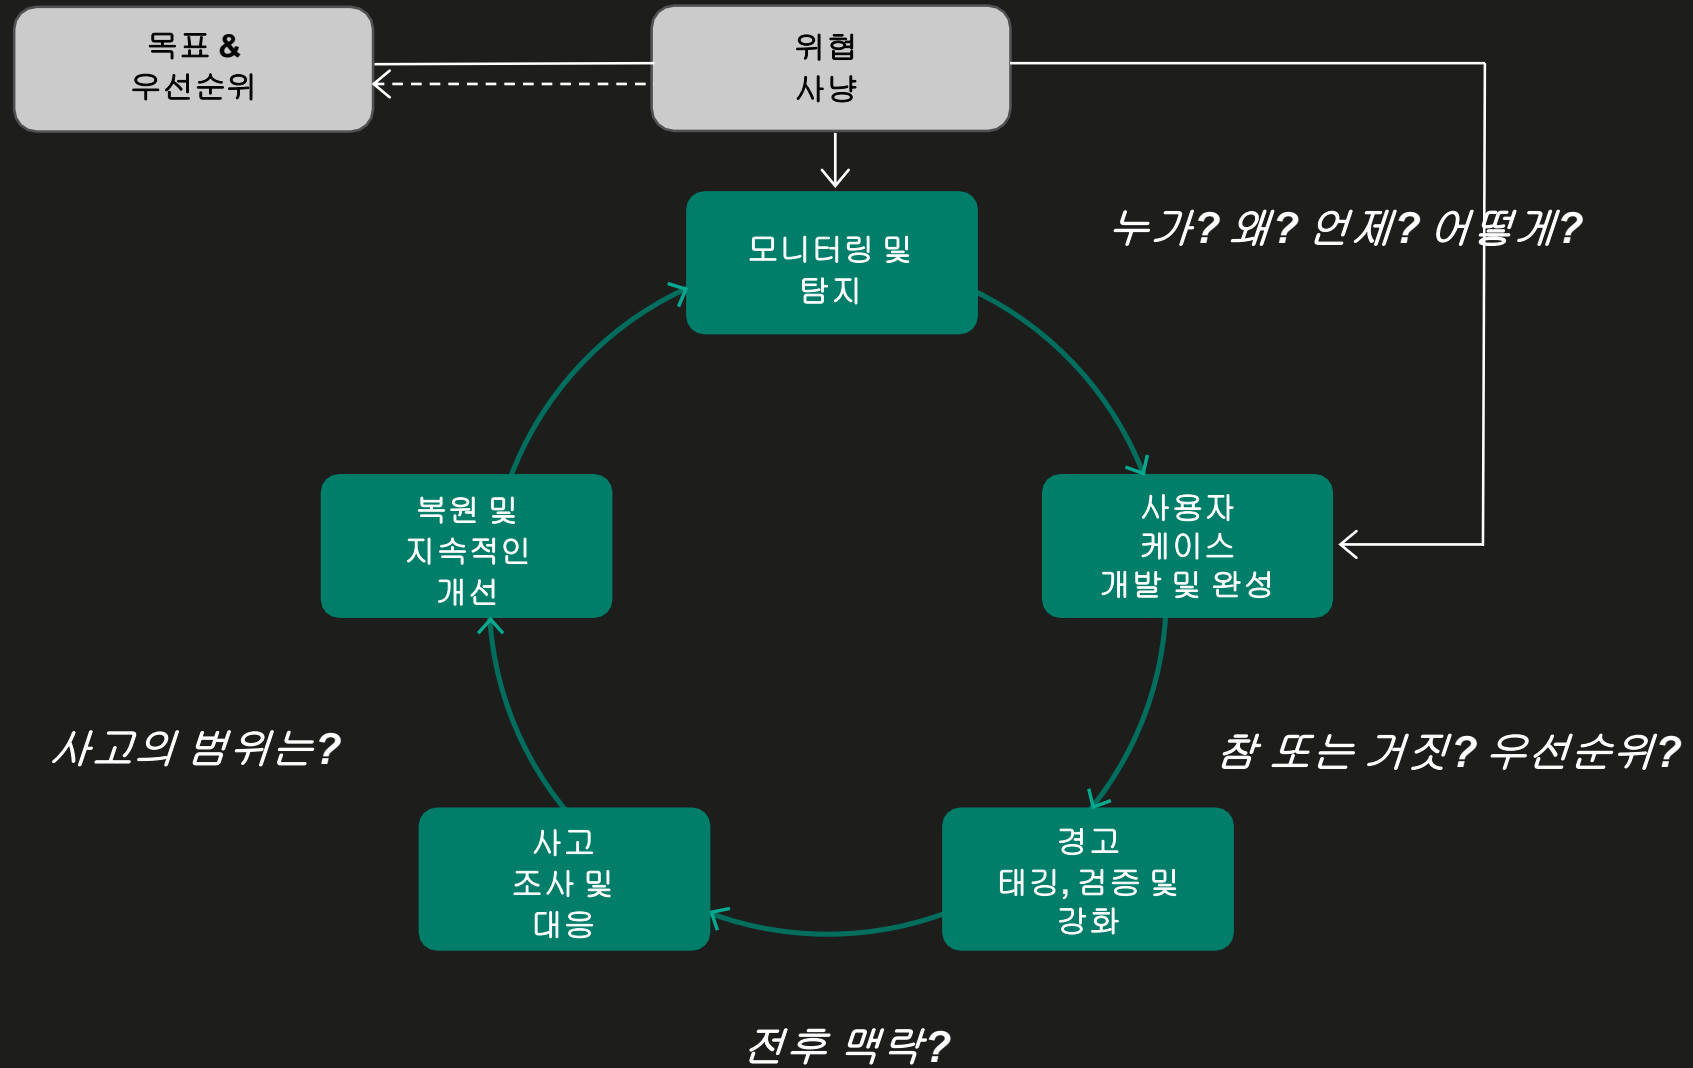 목표 &
우선순위
위협
사냥
모니터링 및
탐지
누가? 왜? 언제? 어떻게?
복원 및
지속적인
개선
사용자
케이스
개발 및 완성
사고의 범위는?
참 또는 거짓? 우선순위?
사고
조사 및
대응
경고
태깅, 검증 및
강화
전후 맥락?